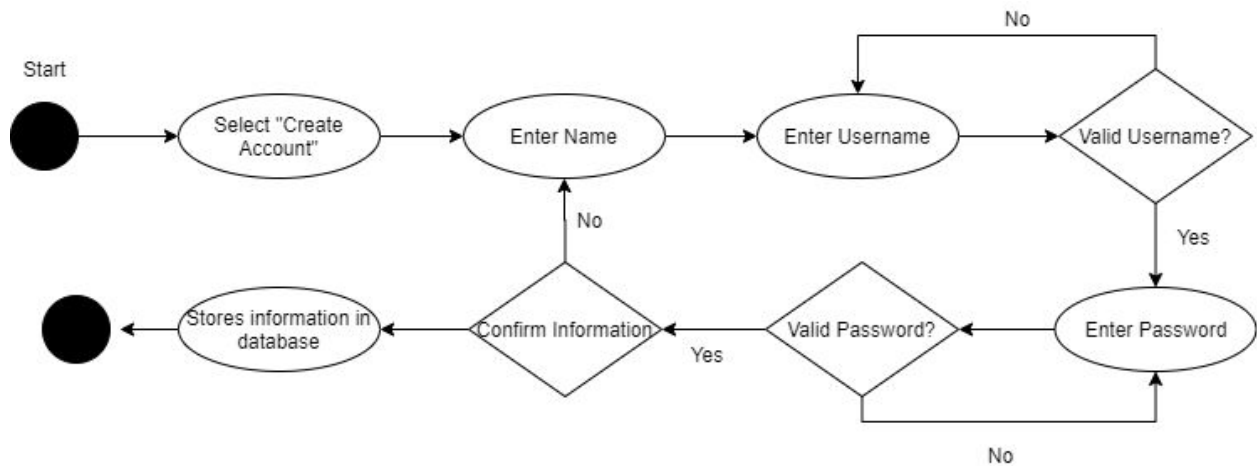 No
Start
Select "Create
Account"
Enter Name
Enter Username
Valid Username?
No
Yes
Stores information in
database
Confirm Information
Valid Password?
Enter Password
Yes
No